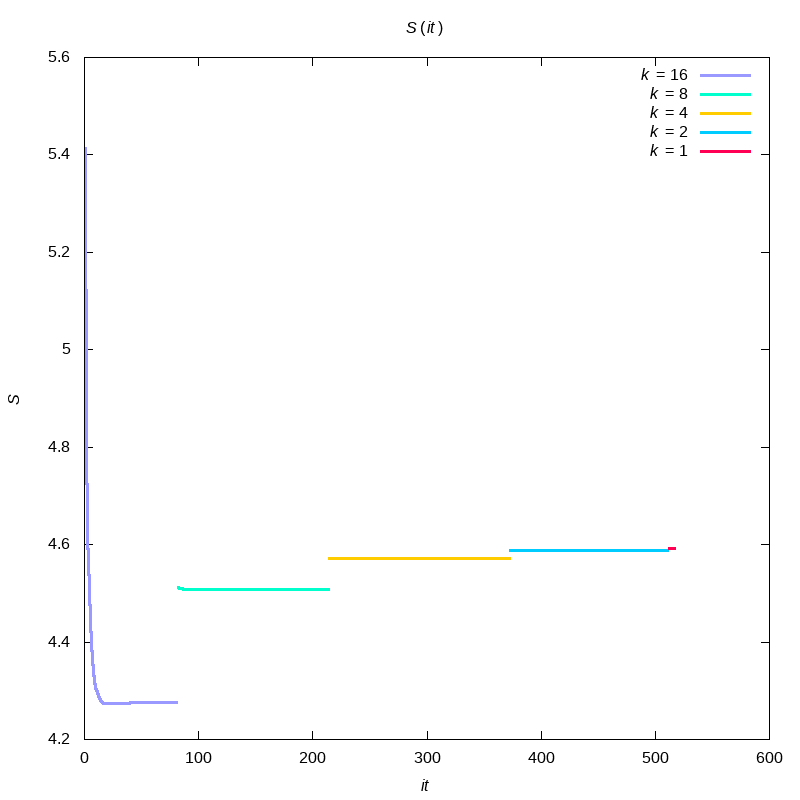 S (it)
5.6
5.4
5.2
5
4.8
4.6
4.4
4.2
S
k = 16
k = 8
k = 4
k = 2
k = 1
0 100 200 300 400 500 600
it